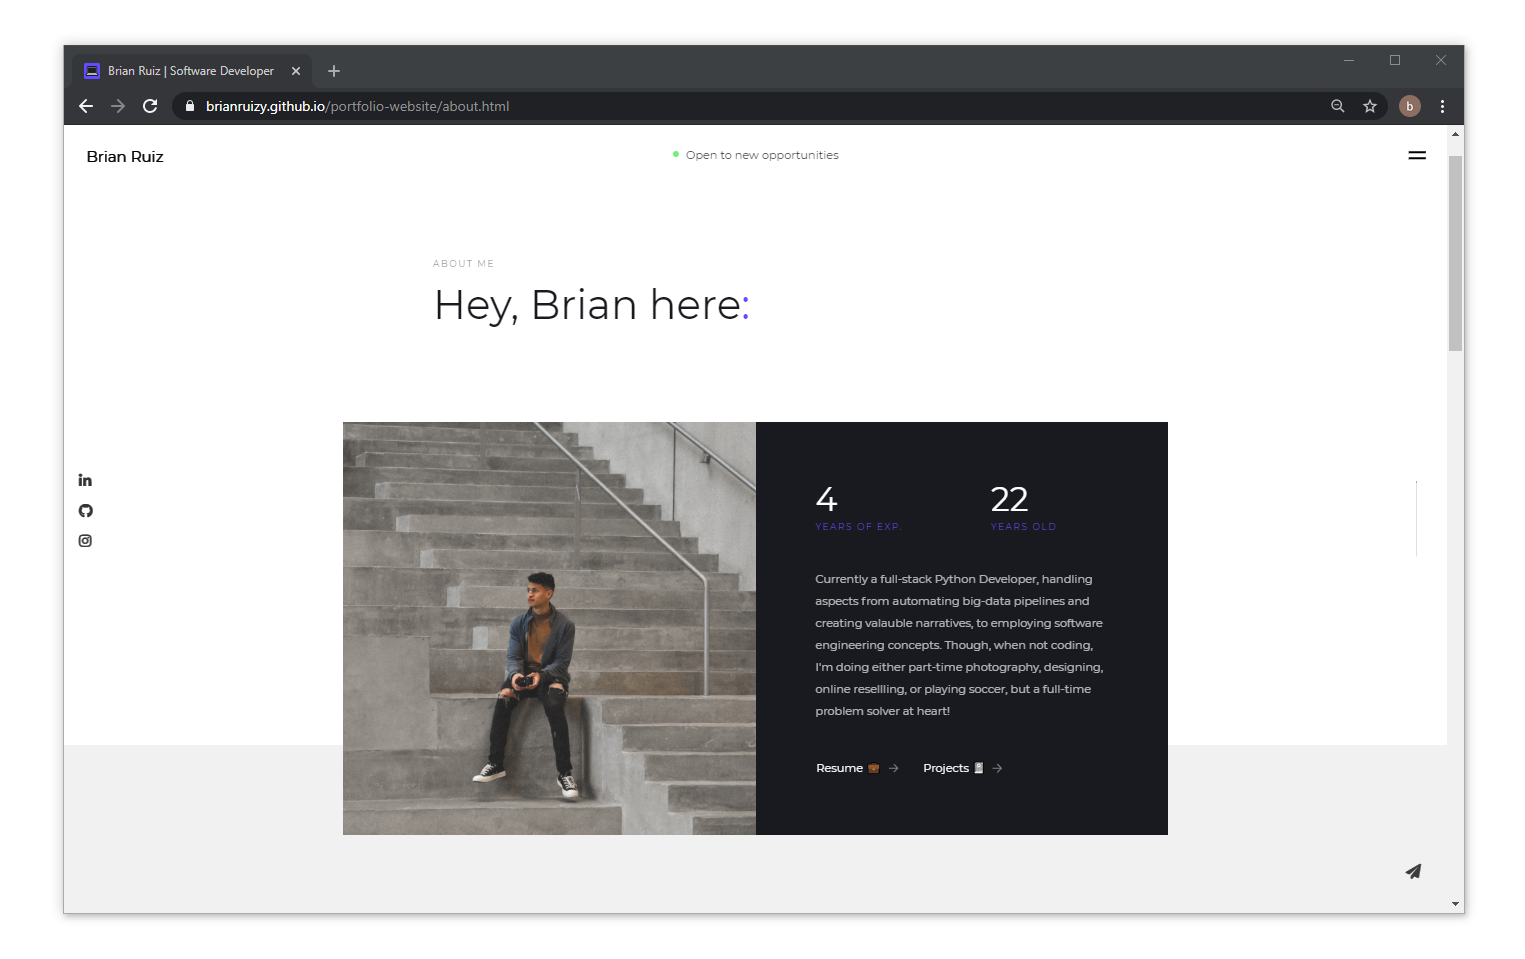 Brian Ruiz | Software Developer
brianruizy.github.io/portfolio-website/about.html
b
Brian Ruiz
Open to new opportunities
ABOUT ME
Hey, Brian here:
4
YEARS OF EXP.
22
YEARS OLD
Currently a full-stack Python Developer, handling
aspects from automating big-data pipelines and
creating valauble narratives, to employing software
engineering concepts. Though, when not coding,
I'm doing either part-time photography, designing,
online resellling, or playing soccer, but a full-time
problem solver at heart!
Resume
Projects